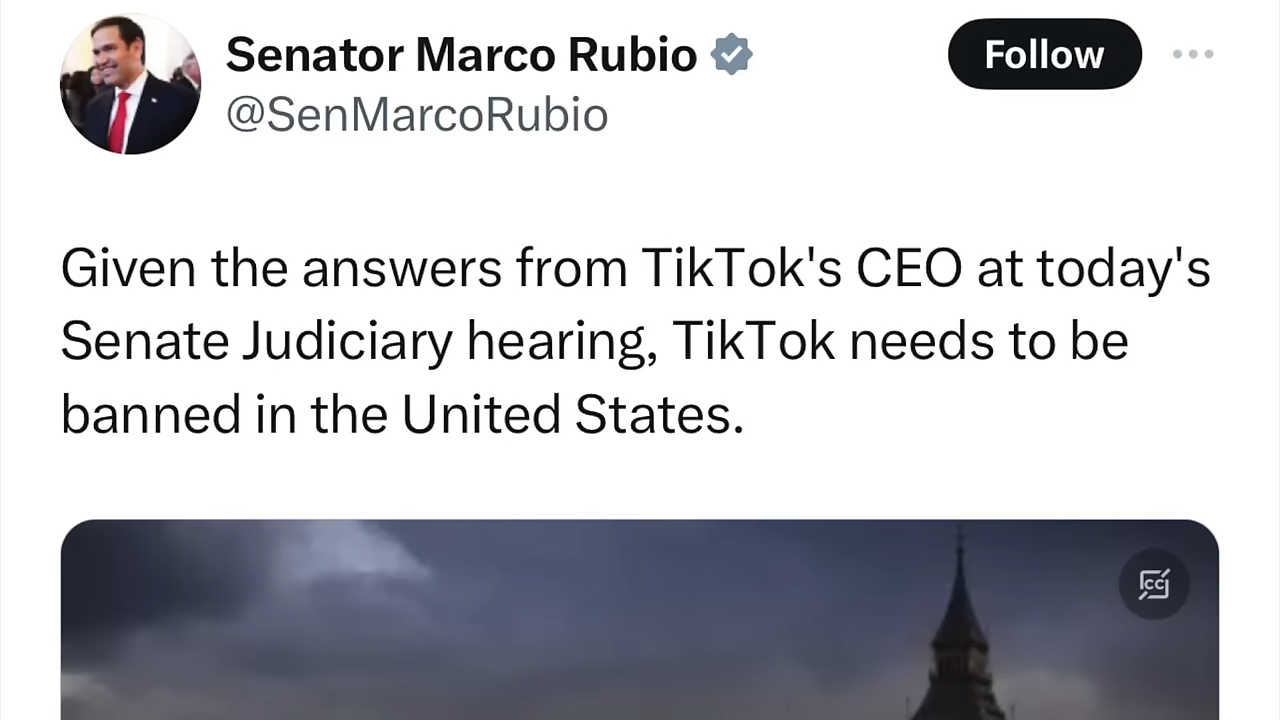 Senator Marco Rubio
Follow
@SenMarcoRubio
Given the answers from TikTok's CEO at today's
Senate Judiciary hearing, TikTok needs to be
banned in the United States.
CC